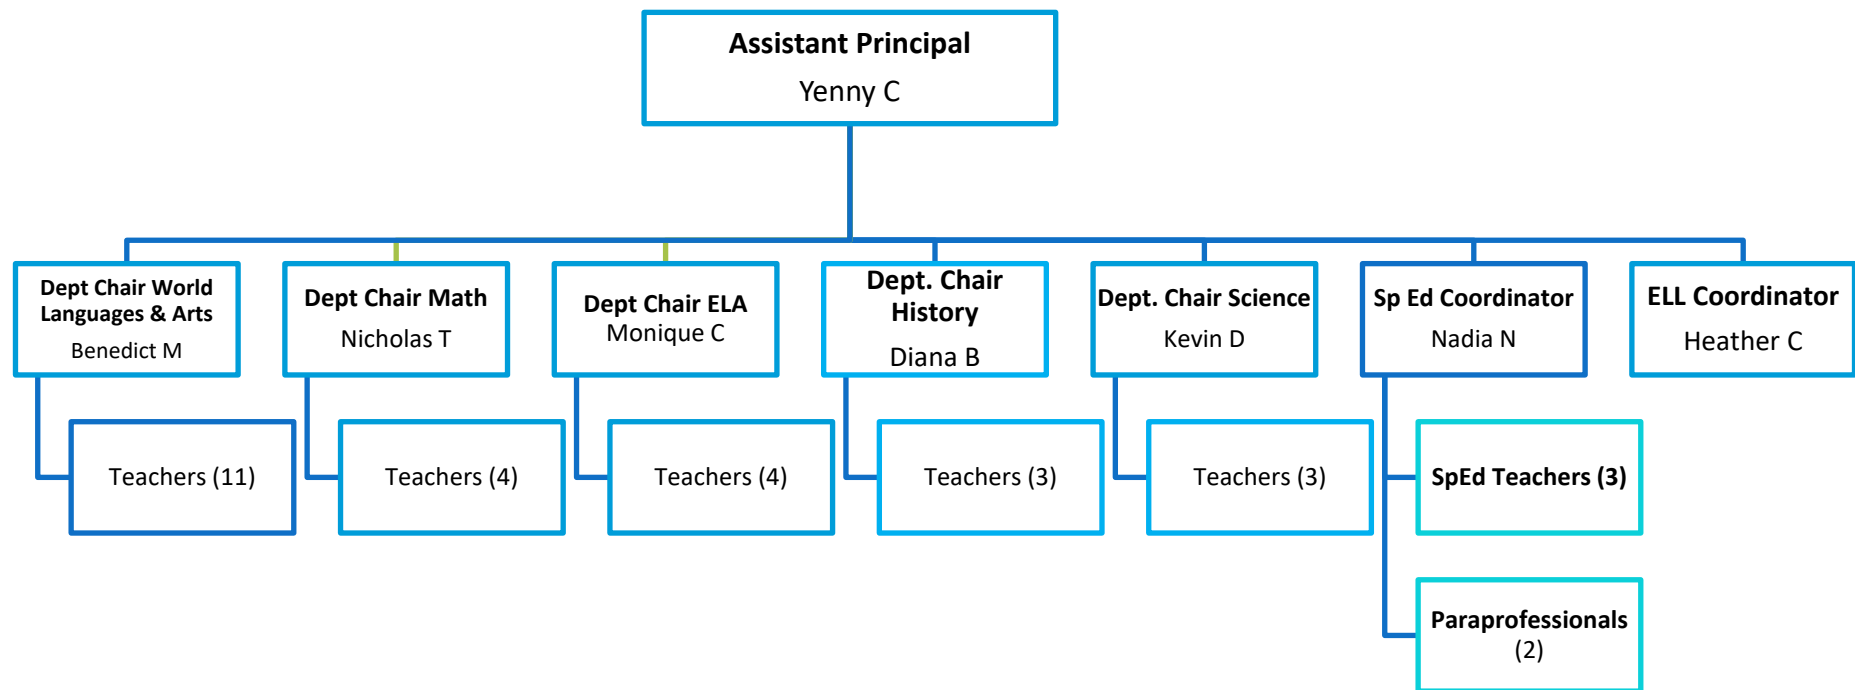 Assistant Principal
Yenny C
Dept Chair World
Languages & Arts
Benedict M
Dept Chair Math
Nicholas T
Dept Chair ELA
Monique C
Dept. Chair
History
Diana B
Dept. Chair Science
Kevin D
Sp Ed Coordinator
Nadia N
ELL Coordinator
Heather C
Teachers (11)
Teachers (4)
Teachers (4)
Teachers (3)
Teachers (3)
SpEd Teachers (3)
Paraprofessionals
(2)